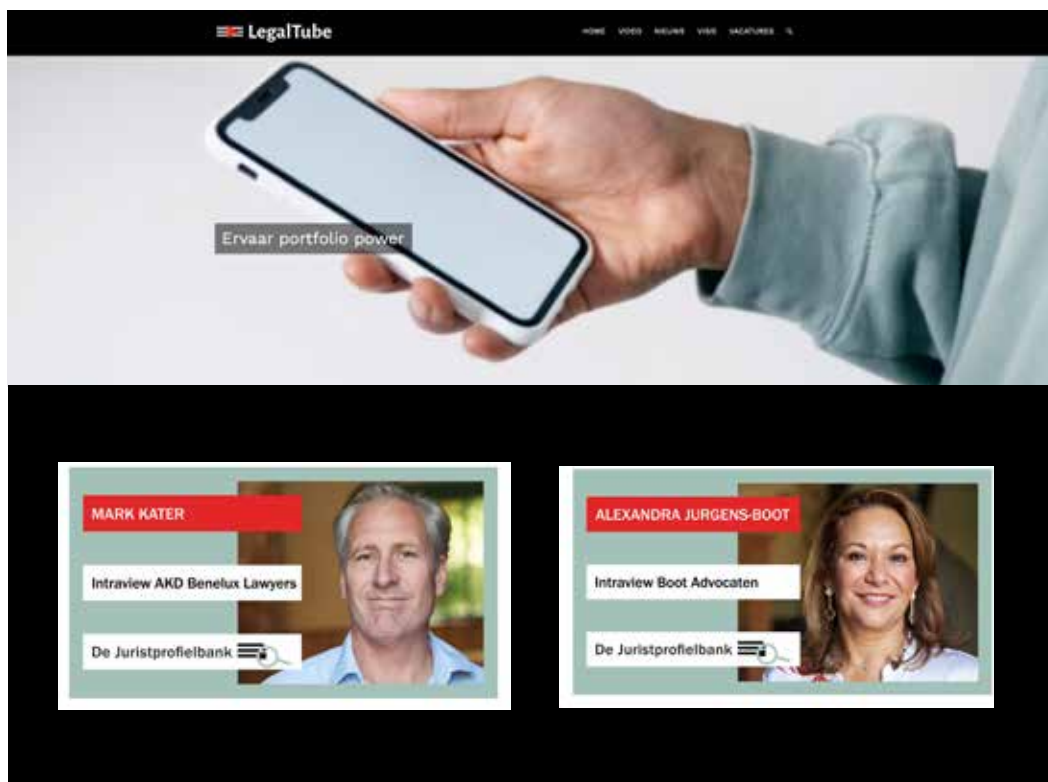 LegalTube
HOME VIDEO NIEUWS VISIE VACATURES
Ervaar portfolio power
MARK KATER
Intraview AKD Benelux Lawyers
De Juristprofielbank
ALEXANDRA JURGENS-BOOT
Intraview Boot Advocaten
De Juristprofielbank